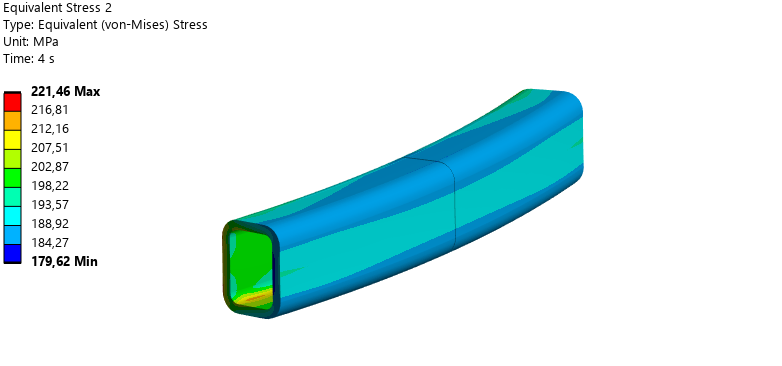 Equivalent Stress 2
Type: Equivalent (von-Mises) Stress
Unit: MPa
Time: 4 s
221,46 Max
216,81
212,16
207,51
202,87
198,22
193,57
188,92
184,27
179,62 Min